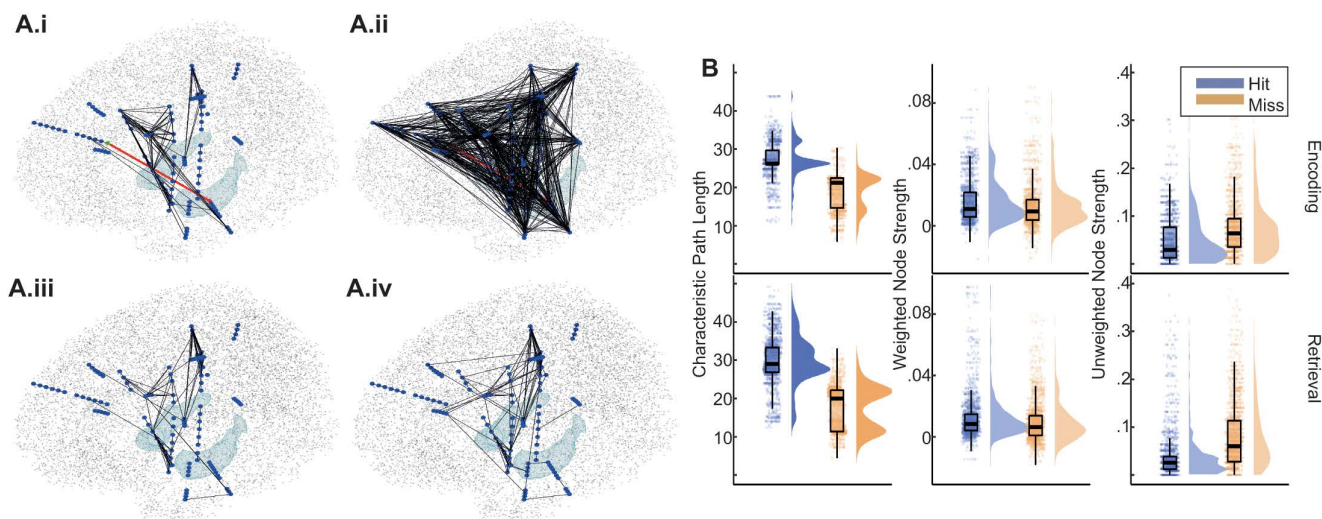 A.i
A.ii
A.iii
A.iv
B
Characteristic Path Length
40
30
20
10
Weighted Node Strength
.08
.04
0
Unweighted Node Strength
.4
.3
.2
.1
Hit
Miss
Encoding
Characteristic Path Length
40
30
20
10
Weighted Node Strength
.08
.04
0
Unweighted Node Strength
.4
.3
.2
.1
Retrieval